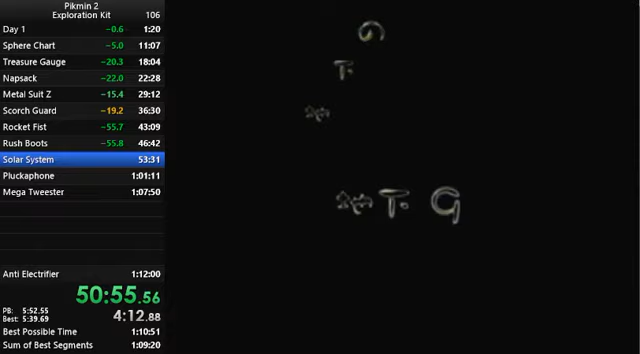 Pikmin 2
Exploration Kit 106
Day 1 -0.6 1:20
Sphere Chart -5.0 11:07
Treasure Gauge -20.3 18:04
Napsack -22.0 22:28
Metal Suit Z -15.4 29:12
Scorch Guard -19.2 36:30
Rocket Fist -55.7 43:09
Rush Boots -55.8 46:42
Solar System 53:31
Pluckaphone 1:01:11
Mega Tweester 1:07:50
Anti Electrifier 1:12:00
50:55.56
PB: 5:52.55
Best: 5:39.69
4:12.88
Best Possible Time 1:10:51
Sum of Best Segments 1:09:20